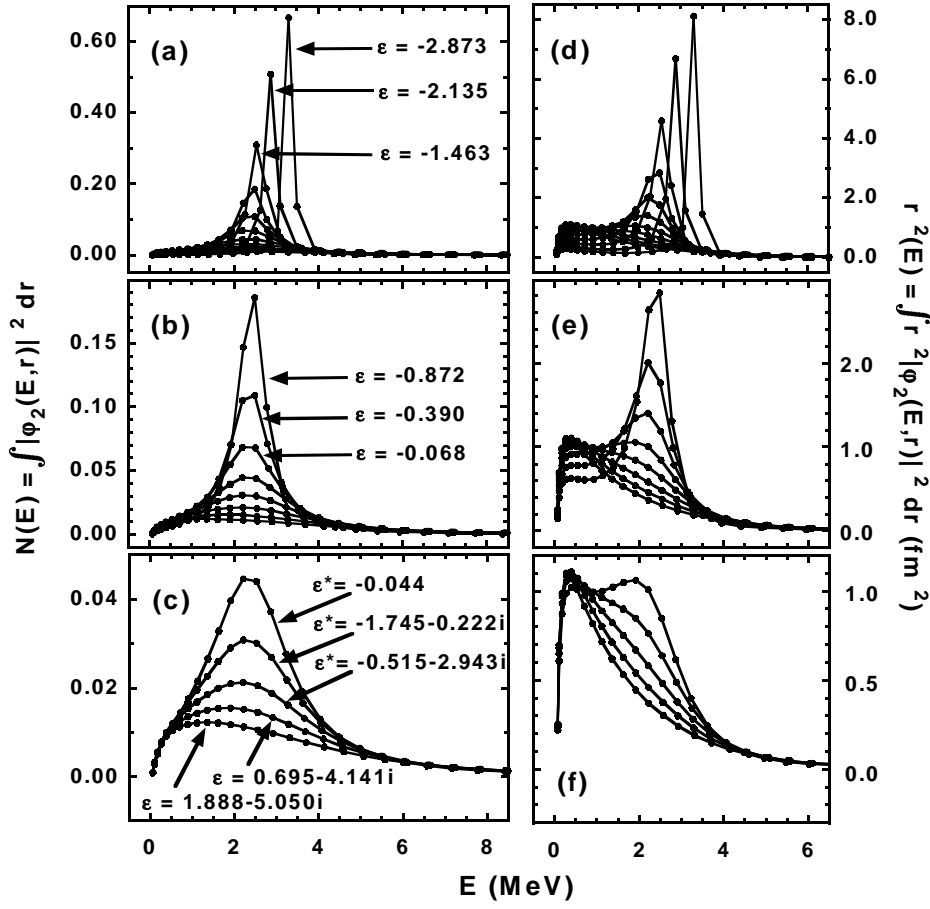 N(E) = ∫ |φ₂(E,r)| ² dr
0.60
0.40
0.20
0.00
(a)
ε = -2.873
ε = -2.135
ε = -1.463
(d)
8.0
6.0
4.0
2.0
0.0
0.15
0.10
0.05
0.00
(b)
ε = -0.872
ε = -0.390
ε = -0.068
(e)
2.0
1.0
0.0
0.04
0.02
0.00
(c)
ε*= -0.044
ε*= -1.745-0.222i
ε*= -0.515-2.943i
ε = 0.695-4.141i
ε = 1.888-5.050i
(f)
1.0
0.5
0.0
0 2 4 6 8
0 2 4 6
E (MeV)
r ²(E) = ∫ r ²|φ₂(E,r)| ² dr (fm ²)